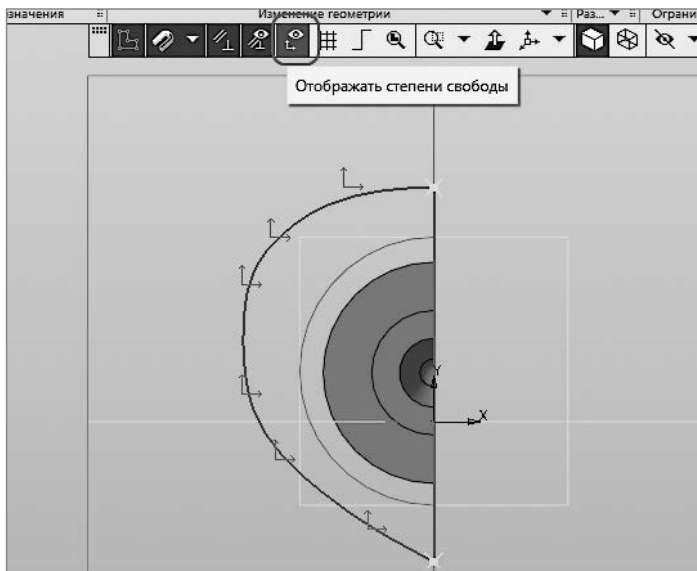 значения Изменение геометрии Раз... Ограни
Отображать степени свободы
Y
X